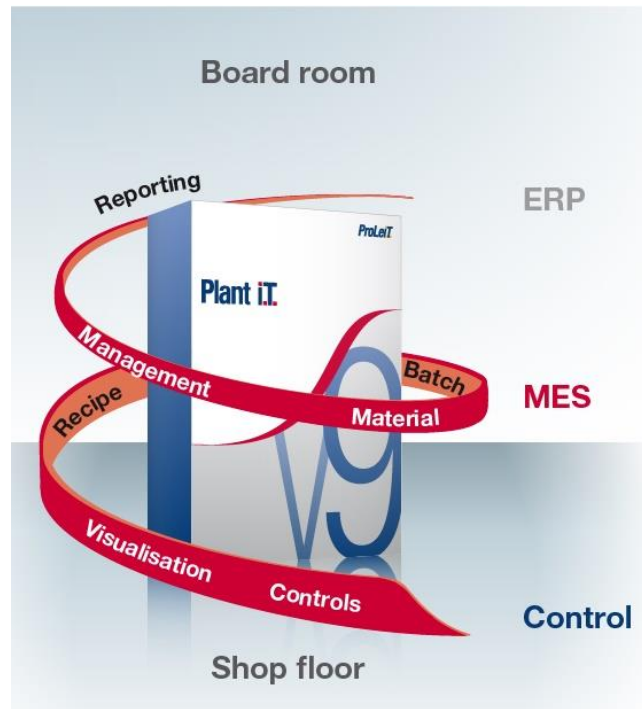 Board room
Reporting
ERP
ProLeiT
Plant i.T.
Management
Batch
Recipe
Material
MES
V9
Visualisation
Controls
Control
Shop floor